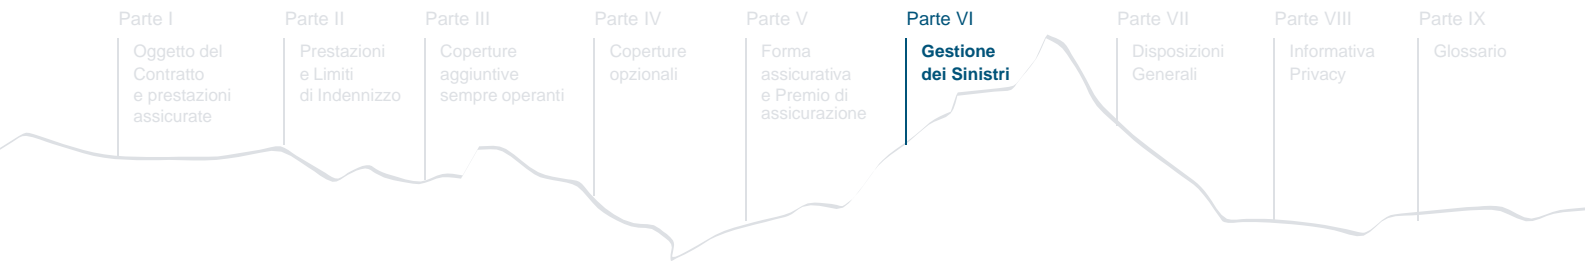 Parte I
Oggetto del
Contratto
e prestazioni
assicurate
Parte II
Prestazioni
e Limiti
di Indennizzo
Parte III
Coperture
aggiuntive
sempre operanti
Parte IV
Coperture
opzionali
Parte V
Forma
assicurativa
e Premio di
assicurazione
Parte VI
Gestione
dei Sinistri
Parte VII
Disposizioni
Generali
Parte VIII
Informativa
Privacy
Parte IX
Glossario